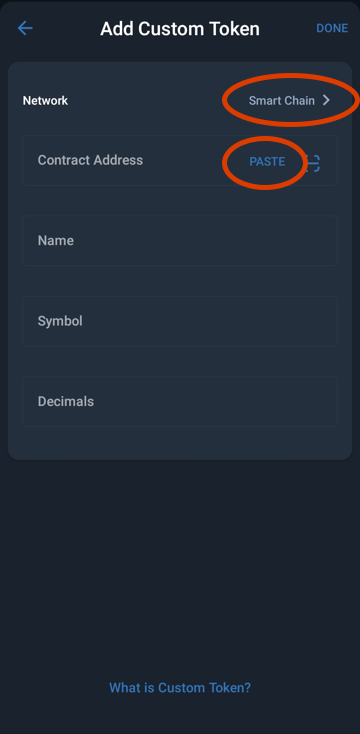 Add Custom Token
DONE
Network
Smart Chain
Contract Address
PASTE
Name
Symbol
Decimals
What is Custom Token?